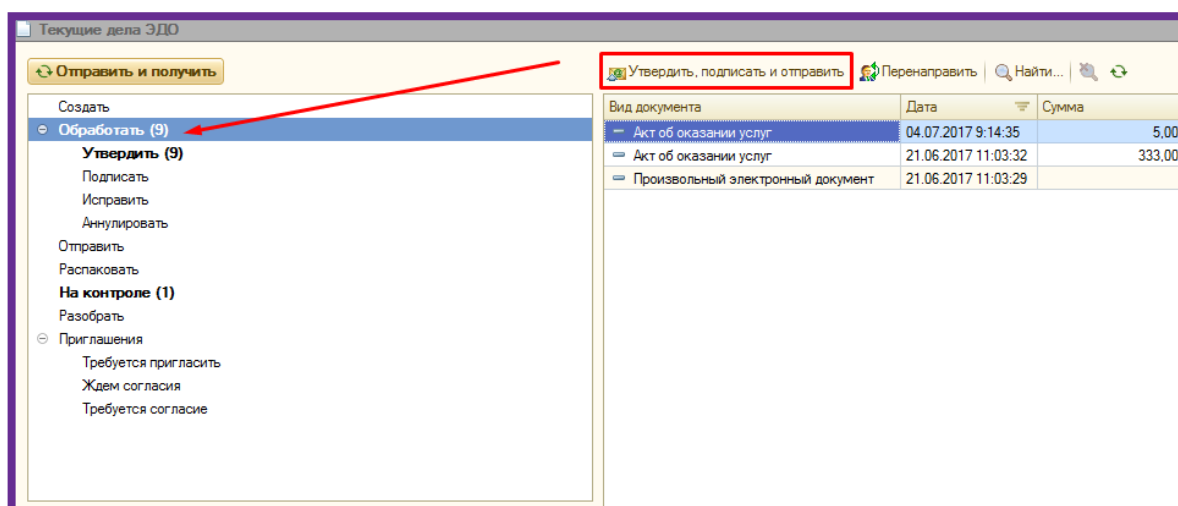 Текущие дела ЭДО
Отправить и получить
Утвердить, подписать и отправить Перенаправить Найти...
Создать
Обработать (9)
Утвердить (9)
Подписать
Исправить
Аннулировать
Отправить
Распаковать
На контроле (1)
Разобрать
Приглашения
Требуется пригласить
Ждем согласия
Требуется согласие
Вид документа Дата Сумма
Акт об оказании услуг 04.07.2017 9:14:35 5,00
Акт об оказании услуг 21.06.2017 11:03:32 333,00
Произвольный электронный документ 21.06.2017 11:03:29